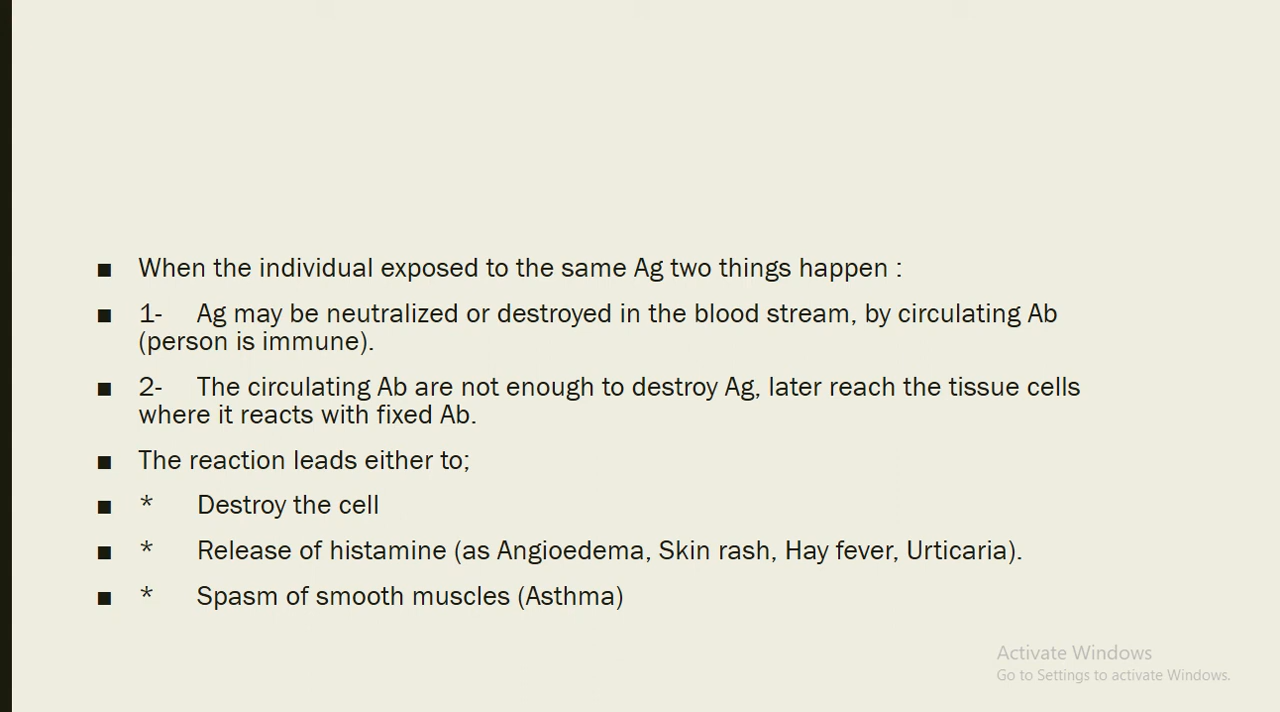 ■ When the individual exposed to the same Ag two things happen :
■ 1- Ag may be neutralized or destroyed in the blood stream, by circulating Ab
(person is immune).
■ 2- The circulating Ab are not enough to destroy Ag, later reach the tissue cells
where it reacts with fixed Ab.
■ The reaction leads either to;
■ * Destroy the cell
■ * Release of histamine (as Angioedema, Skin rash, Hay fever, Urticaria).
■ * Spasm of smooth muscles (Asthma)
Activate Windows
Go to Settings to activate Windows.